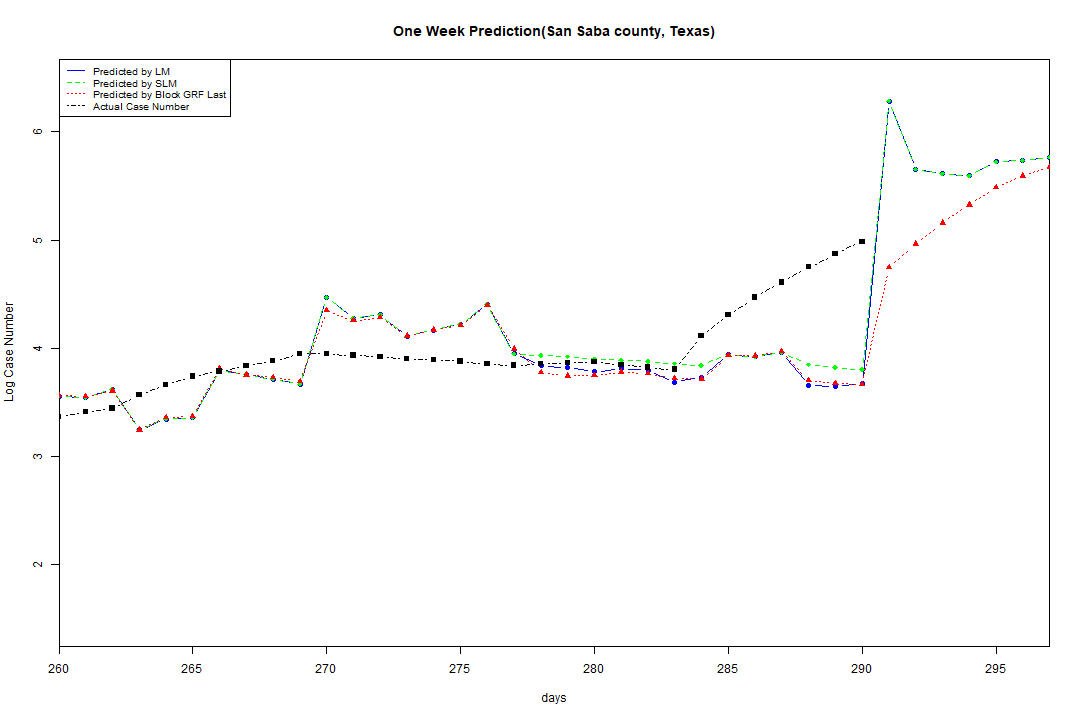 One Week Prediction(San Saba county, Texas)
Predicted by LM
Predicted by SLM
Predicted by Block GRF Last
Actual Case Number
Log Case Number
6
5
4
3
2
260 265 270 275 280 285 290 295
days